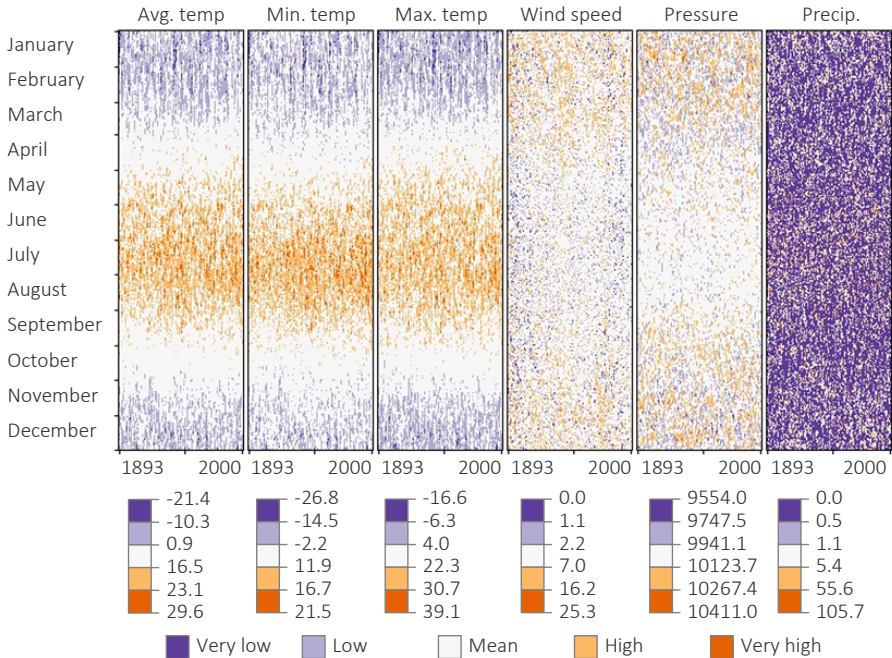 Avg. temp Min. temp Max. temp Wind speed Pressure Precip.
January
February
March
April
May
June
July
August
September
October
November
December
1893 2000 1893 2000 1893 2000 1893 2000 1893 2000 1893 2000
-21.4 -26.8 -16.6 0.0 9554.0 0.0
-10.3 -14.5 -6.3 1.1 9747.5 0.5
0.9 -2.2 4.0 2.2 9941.1 1.1
16.5 11.9 22.3 7.0 10123.7 5.4
23.1 16.7 30.7 16.2 10267.4 55.6
29.6 21.5 39.1 25.3 10411.0 105.7
Very low Low Mean High Very high